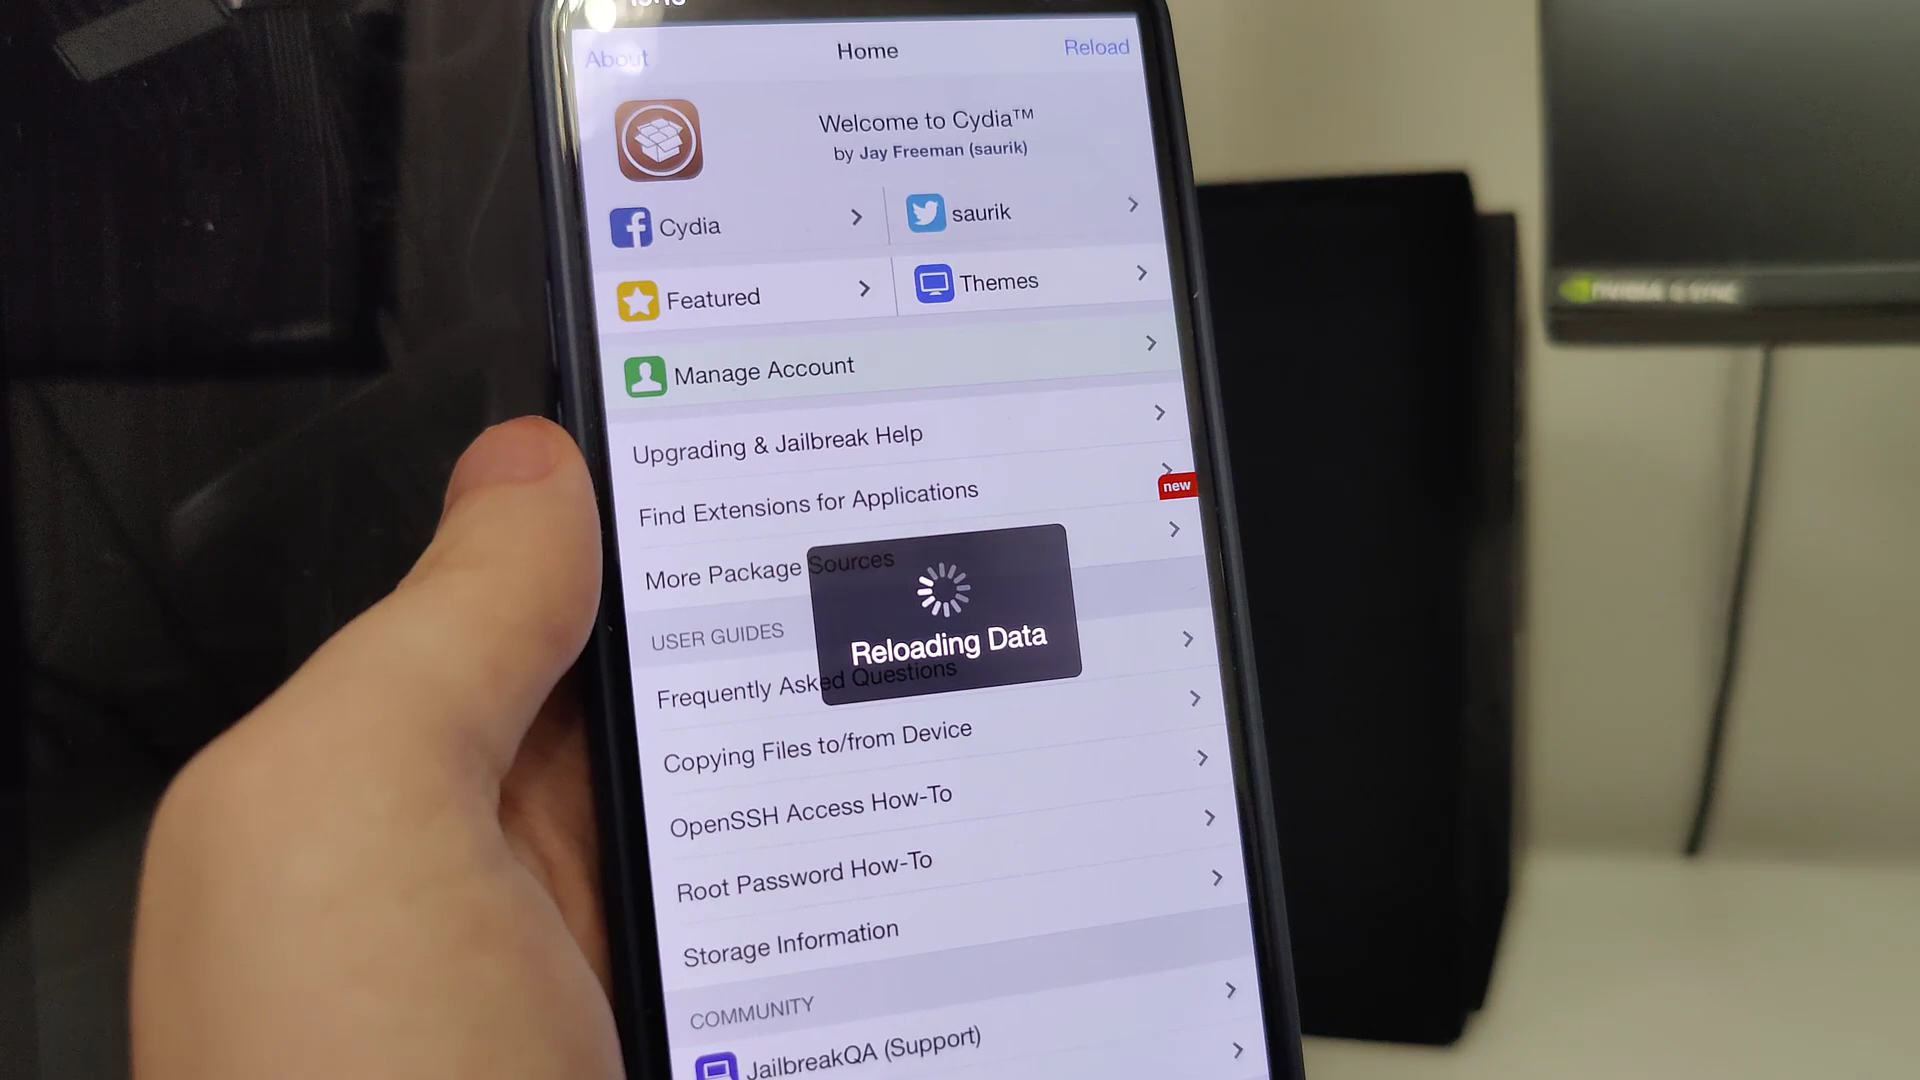 About
Home
Reload
Welcome to Cydia™
by Jay Freeman (saurik)
Cydia
saurik
Featured
Themes
Manage Account
Upgrading & Jailbreak Help
Find Extensions for Applications
new
More Package Sources
Reloading Data
USER GUIDES
Frequently Asked Questions
Copying Files to/from Device
OpenSSH Access How-To
Root Password How-To
Storage Information
COMMUNITY
JailbreakQA (Support)
NVIDIA G-SYNC